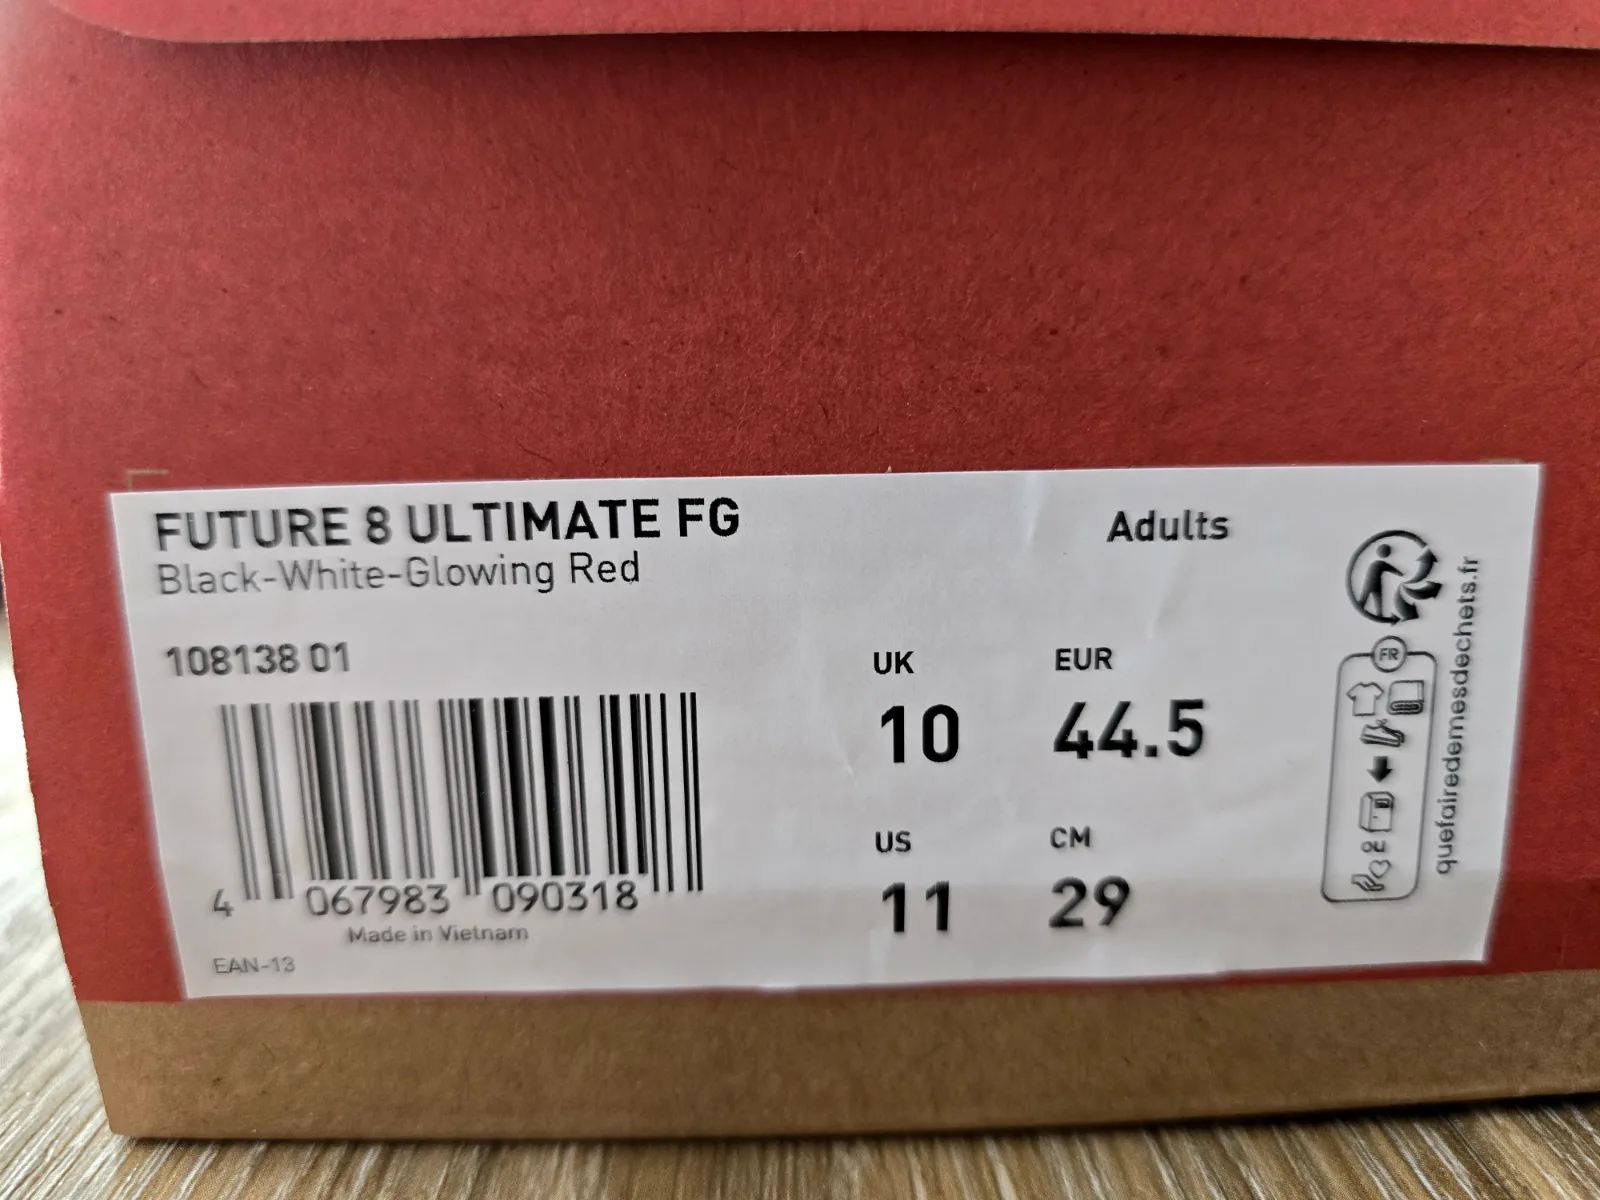 FUTURE 8 ULTIMATE FG
Black-White-Glowing Red
Adults
108138 01
4 067983 090318
Made in Vietnam
EAN-13
UK
10
EUR
44.5
US
11
CM
29
FR
OU
quefairedemesdechets.fr